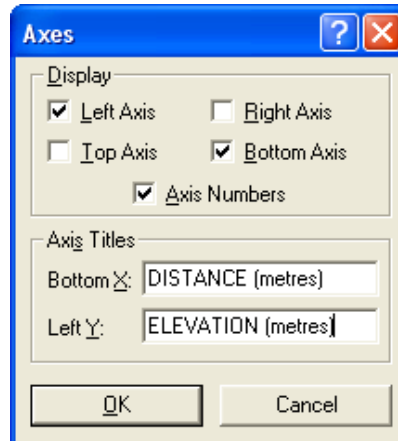 Axes
Display
Left Axis Right Axis
Top Axis Bottom Axis
Axis Numbers
Axis Titles
Bottom X: DISTANCE (metres)
Left Y: ELEVATION (metres)
OK Cancel